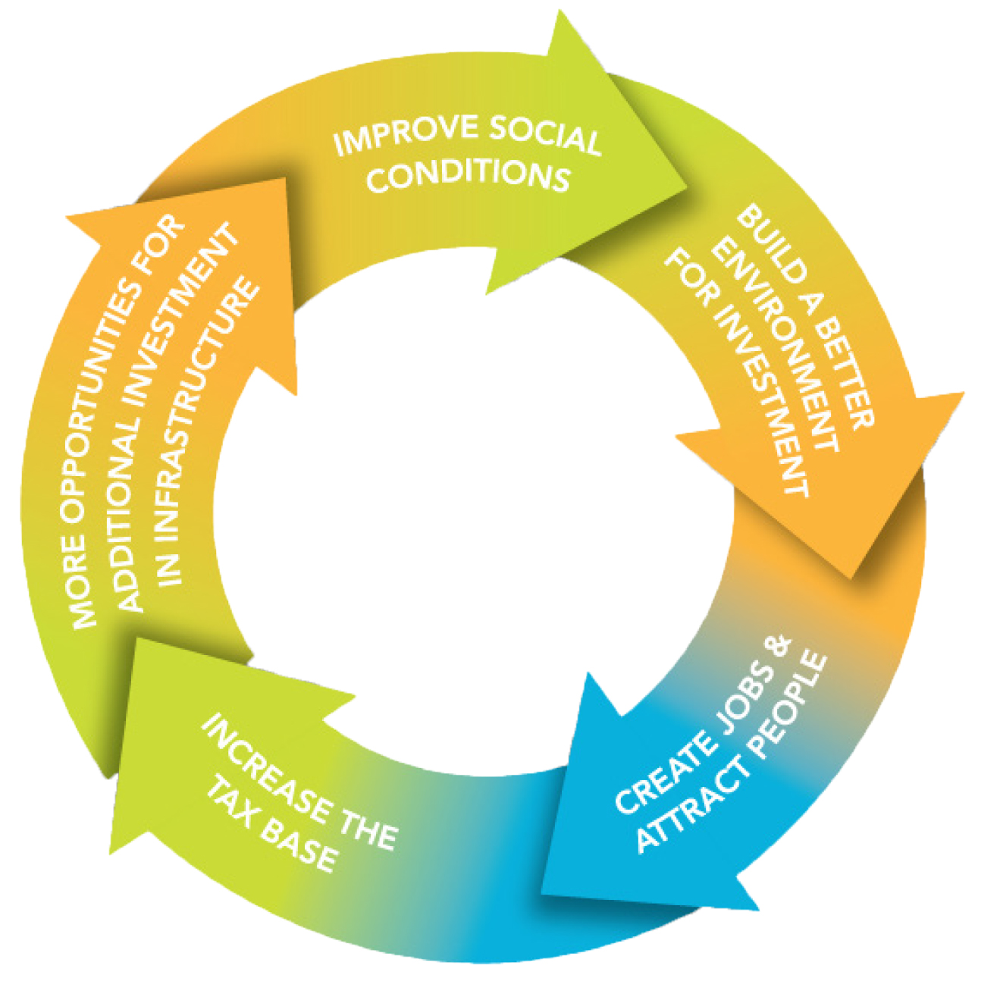 IMPROVE SOCIAL
CONDITIONS
BUILD A BETTER
ENVIRONMENT
FOR INVESTMENT
CREATE JOBS &
ATTRACT PEOPLE
INCREASE THE
TAX BASE
MORE OPPORTUNITIES FOR
ADDITIONAL INVESTMENT
IN INFRASTRUCTURE